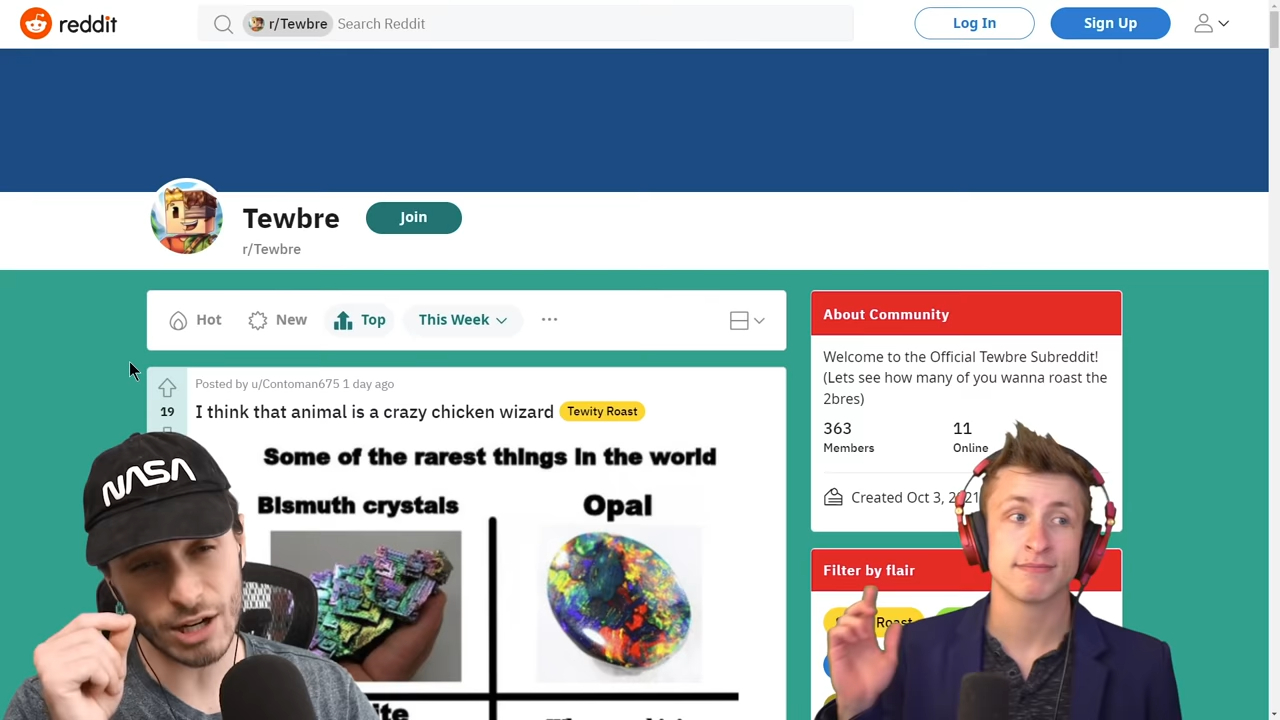 reddit
r/Tewbre
Search Reddit
Log In
Sign Up
Tewbre
Join
r/Tewbre
Hot
New
Top
This Week
About Community
Welcome to the Official Tewbre Subreddit!
(Lets see how many of you wanna roast the
2bres)
363
11
Members
Online
Created Oct 3, 2021
Filter by flair
Roast
Posted by u/Contoman675 1 day ago
19
I think that animal is a crazy chicken wizard
Tewity Roast
Some of the rarest things in the world
Bismuth crystals
Opal
NASA